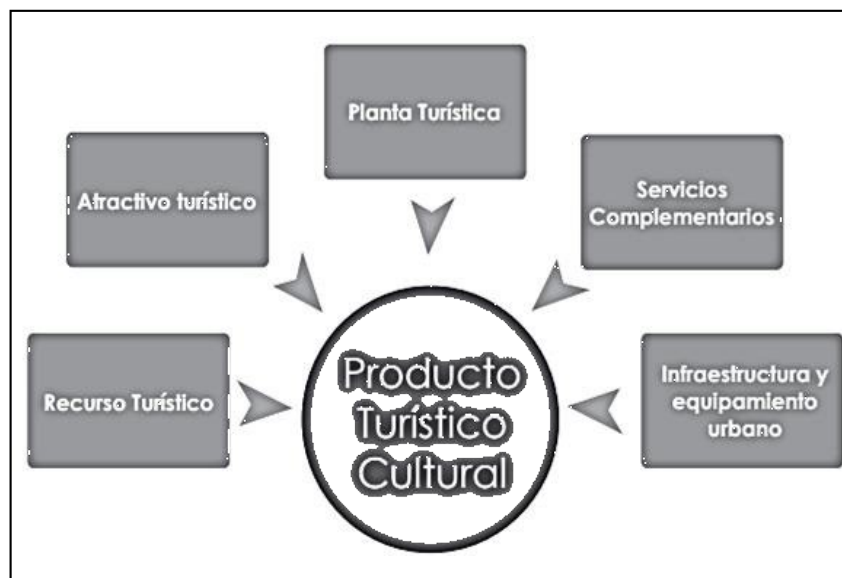 Planta Turística
Atractivo turístico
Servicios
Complementarios
Recurso Turístico
Producto
Turístico
Cultural
Infraestructura y
equipamiento
urbano